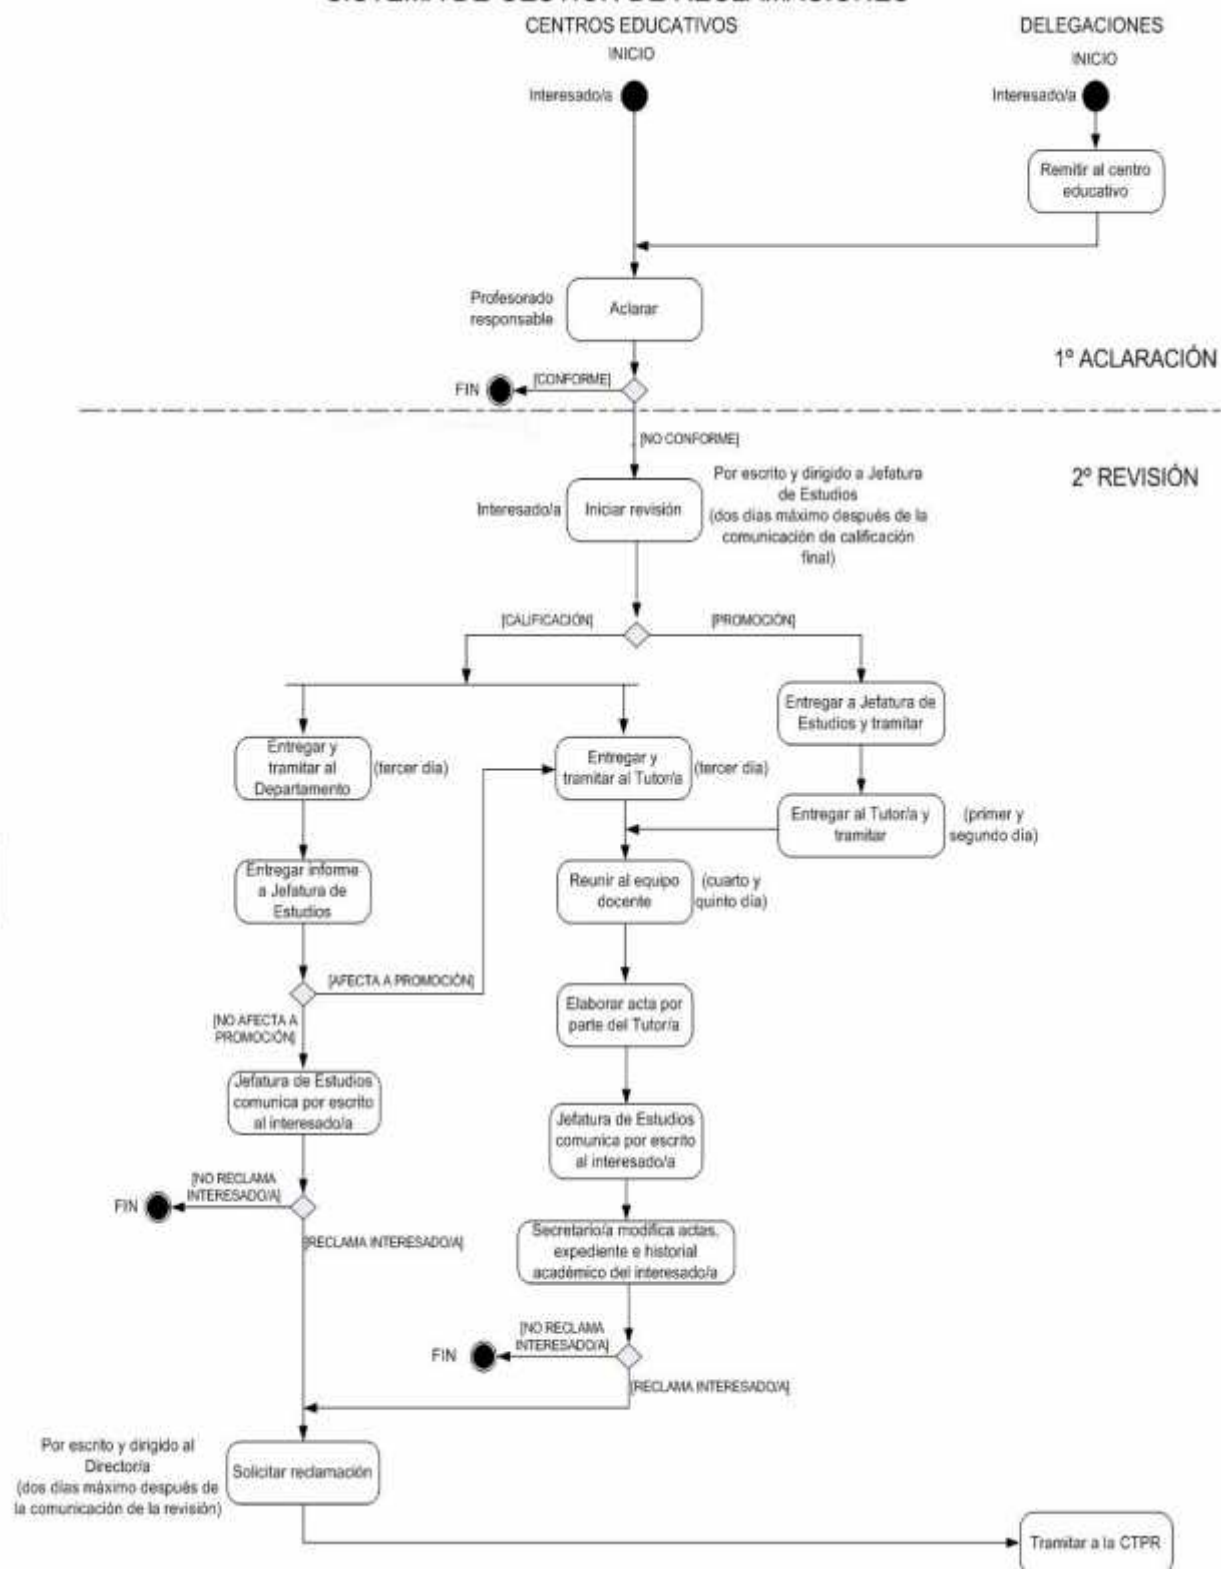 SISTEMA DE GESTIÓN DE RECLAMACIONES
CENTROS EDUCATIVOS
DELEGACIONES
INICIO
INICIO
Interesado/a
Interesado/a
Remitir al centro
educativo
Profesorado
responsable
Aclarar
1º ACLARACIÓN
FIN
[CONFORME]
[NO CONFORME]
2º REVISIÓN
Interesado/a
Iniciar revisión
Por escrito y dirigido a Jefatura
de Estudios
(dos días máximo después de la
comunicación de calificación
final)
[CALIFICACIÓN]
[PROMOCIÓN]
Entregar a Jefatura de
Estudios y tramitar
Entregar y
tramitar al
Departamento
(tercer día)
Entregar y
tramitar al Tutor/a
(tercer día)
Entregar al Tutor/a y
tramitar
(primer y
segundo día)
Entregar informe
a Jefatura de
Estudios
Reunir al equipo
docente
(cuarto y
quinto día)
[AFECTA A PROMOCIÓN]
[NO AFECTA A
PROMOCIÓN]
Elaborar acta por
parte del Tutor/a
Jefatura de Estudios
comunica por escrito
al interesado/a
Jefatura de Estudios
comunica por escrito
al interesado/a
[NO RECLAMA
INTERESADO/A]
FIN
[RECLAMA INTERESADO/A]
Secretario/a modifica actas,
expediente e historial
académico del interesado/a
[NO RECLAMA
INTERESADO/A]
FIN
[RECLAMA INTERESADO/A]
Por escrito y dirigido al
Director/a
(dos días máximo después de
la comunicación de la revisión)
Solicitar reclamación
Tramitar a la CTPR